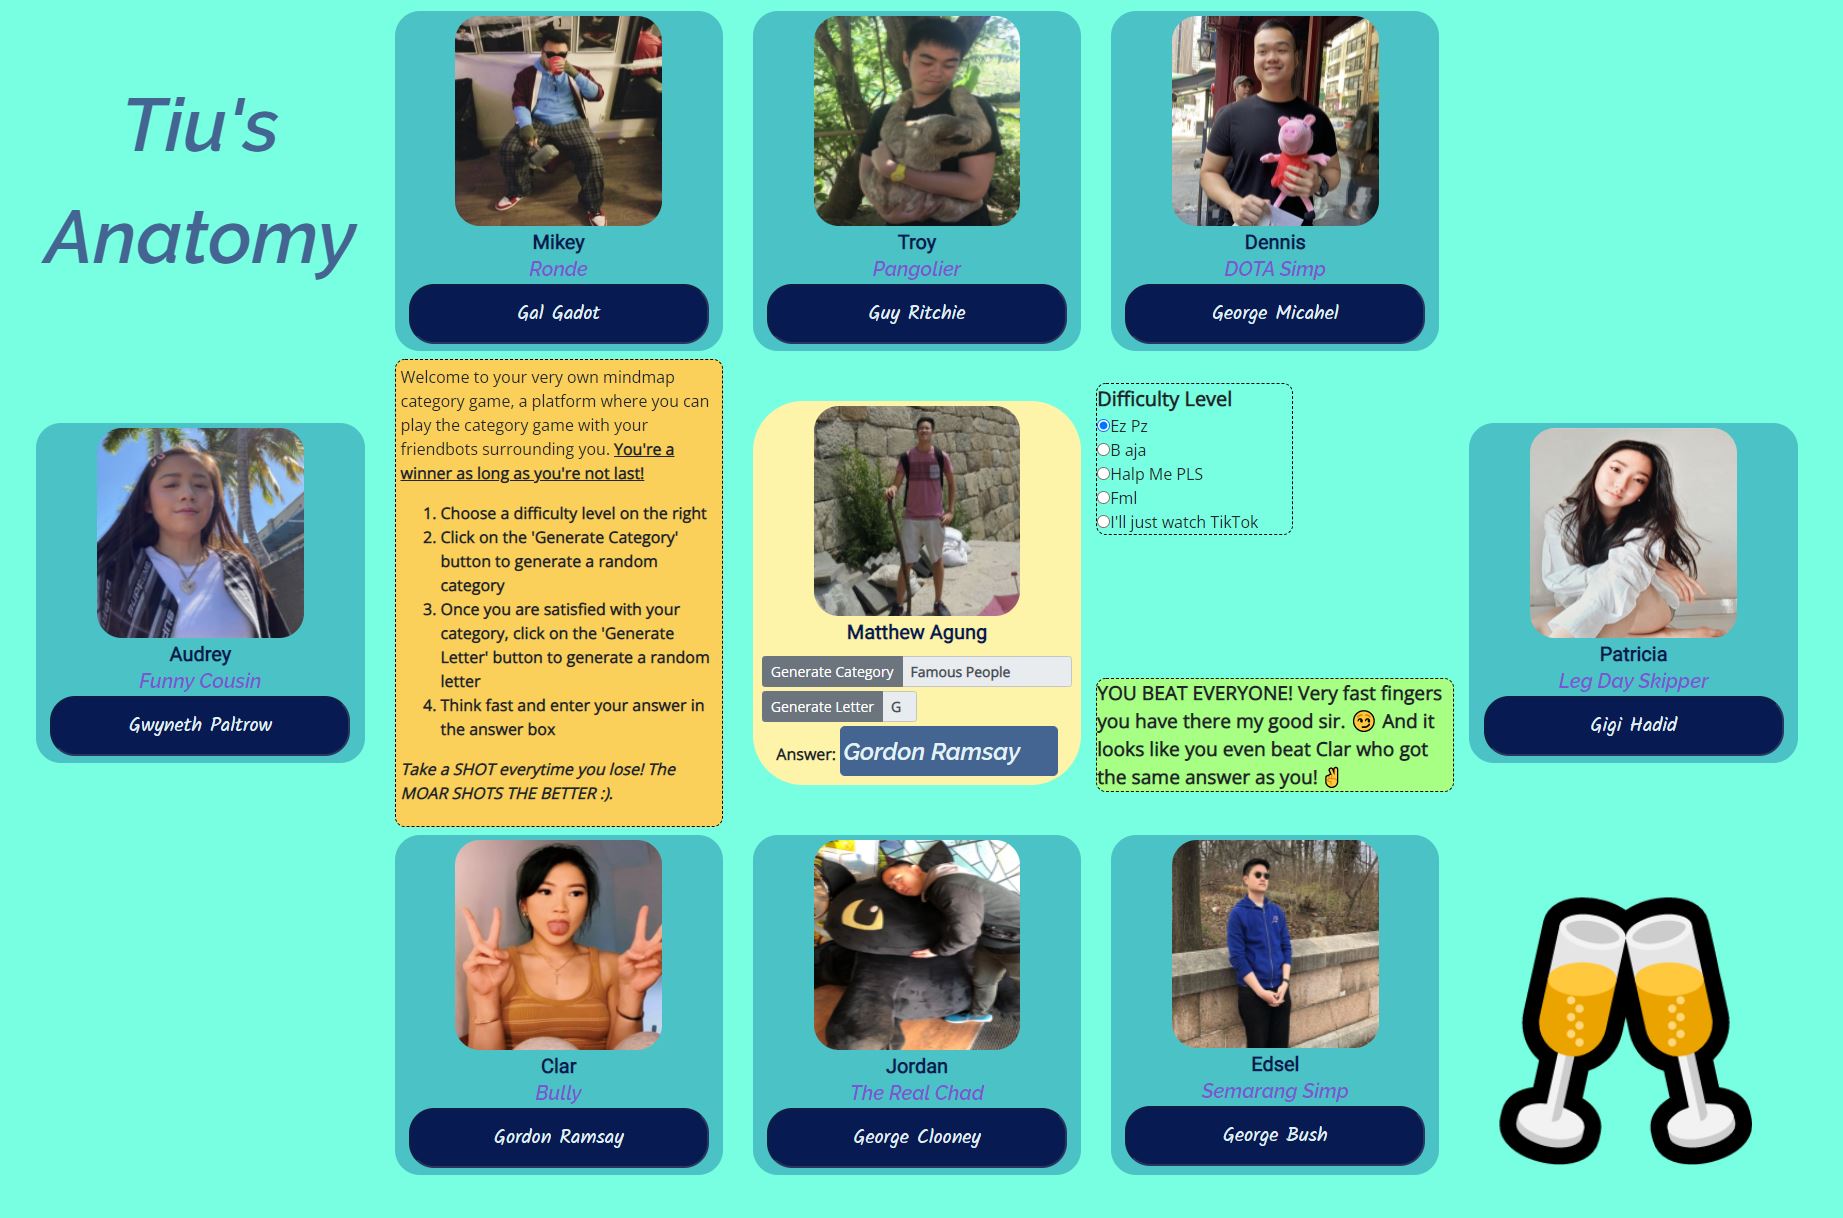 Tiu's
Anatomy
Mikey
Ronde
Gal Gadot
Troy
Pangolier
Guy Ritchie
Dennis
DOTA Simp
George Micahel
Audrey
Funny Cousin
Gwyneth Paltrow
Welcome to your very own mindmap
category game, a platform where you can
play the category game with your
friendbots surrounding you. You're a
winner as long as you're not last!
1. Choose a difficulty level on the right
2. Click on the 'Generate Category'
button to generate a random
category
3. Once you are satisfied with your
category, click on the 'Generate
Letter' button to generate a random
letter
4. Think fast and enter your answer in
the answer box
Take a SHOT everytime you lose! The
MOAR SHOTS THE BETTER :).
Matthew Agung
Generate Category Famous People
Generate Letter G
Answer: Gordon Ramsay
Difficulty Level
Ez Pz
B aja
Halp Me PLS
Fml
I'll just watch TikTok
YOU BEAT EVERYONE! Very fast fingers
you have there my good sir. 😏 And it
looks like you even beat Clar who got
the same answer as you! ✌
Patricia
Leg Day Skipper
Gigi Hadid
Clar
Bully
Gordon Ramsay
Jordan
The Real Chad
George Clooney
Edsel
Semarang Simp
George Bush